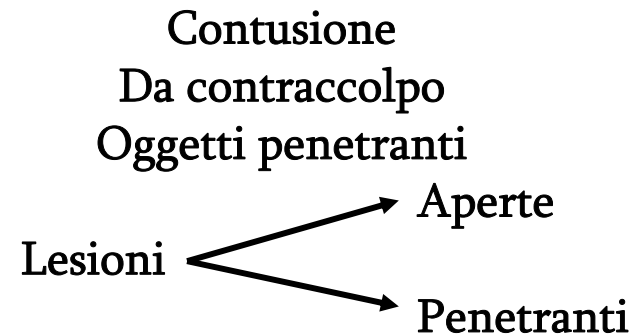 Contusione
Da contraccolpo
Oggetti penetranti
Aperte
Lesioni
Penetranti